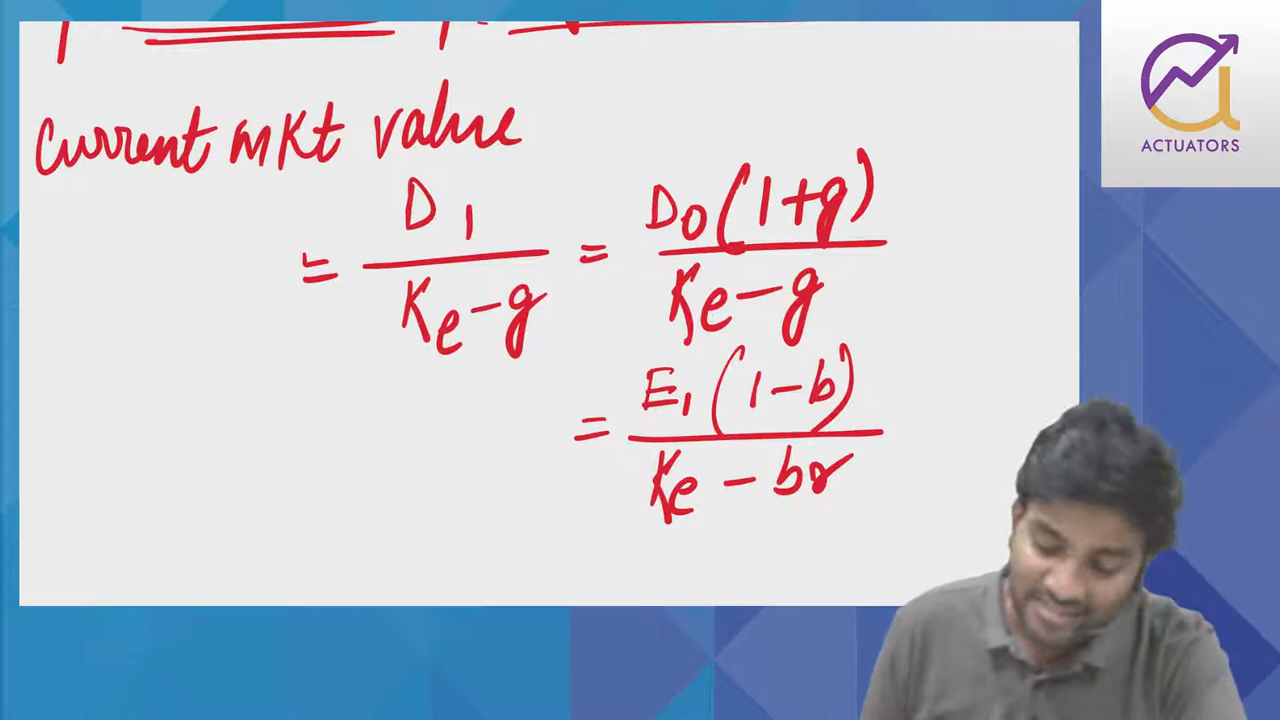 current mkt value
= D1 / (Ke - g) = D0 (1+g) / (Ke - g)
= E1 (1-b) / (Ke - br)
ACTUATORS